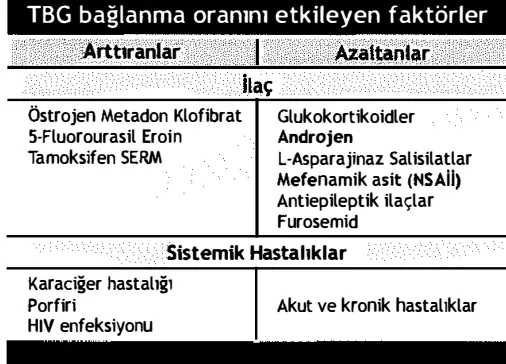 TBG bağlanma oranını etkileyen faktörler
Arttıranlar
Azaltanlar
İlaç
Östrojen Metadon Klofibrat
5-Fluorourasil Eroin
Tamoksifen SERM
Glukokortikoidler
Androjen
L-Asparajinaz Salisilatlar
Mefenamik asit (NSAİİ)
Antiepileptik ilaçlar
Furosemid
Sistemik Hastalıklar
Karaciğer hastalığı
Porfiri
HIV enfeksiyonu
Akut ve kronik hastalıklar